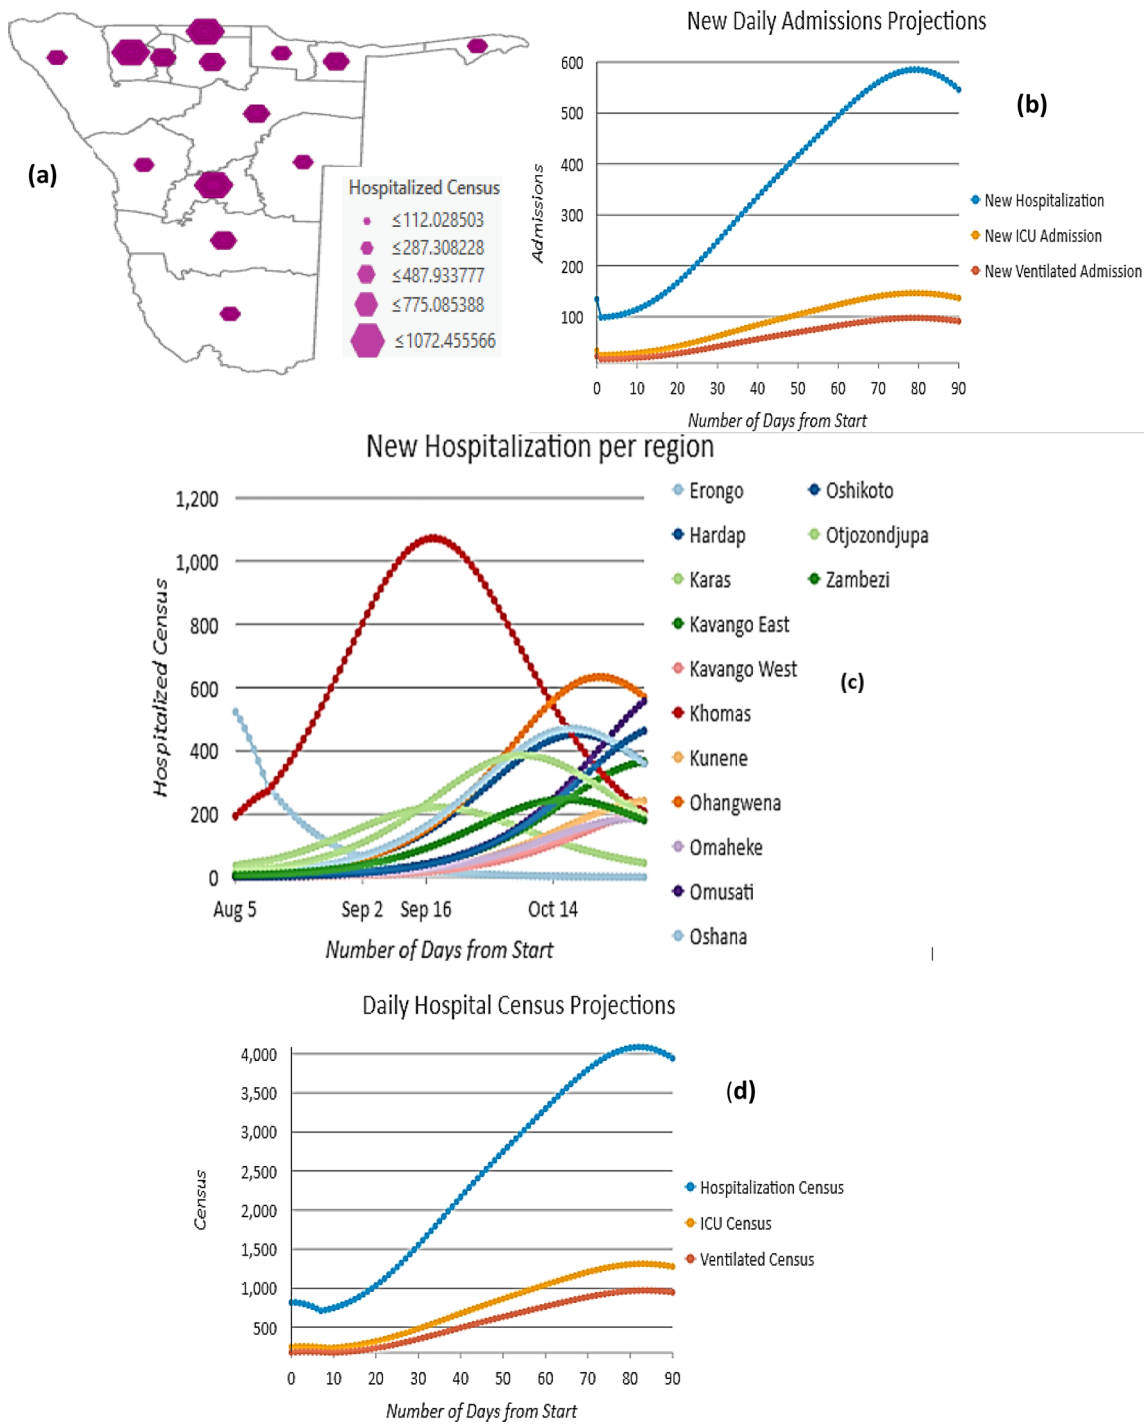 (a)
Hospitalized Census
≤112.028503
≤287.308228
≤487.933777
≤775.085388
≤1072.455566
New Daily Admissions Projections
(b)
600
500
400
300
200
100
Admissions
0 10 20 30 40 50 60 70 80 90
Number of Days from Start
New Hospitalization
New ICU Admission
New Ventilated Admission
New Hospitalization per region
1,200
1,000
800
600
400
200
0
Hospitalized Census
Aug 5 Sep 2 Sep 16 Oct 14
Number of Days from Start
Erongo Oshikoto
Hardap Otjozondjupa
Karas Zambezi
Kavango East
Kavango West
Khomas
Kunene
Ohangwena
Omaheke
Omusati
Oshana
(c)
Daily Hospital Census Projections
4,000
3,500
3,000
2,500
2,000
1,500
1,000
500
Census
0 10 20 30 40 50 60 70 80 90
Number of Days from Start
(d)
Hospitalization Census
ICU Census
Ventilated Census